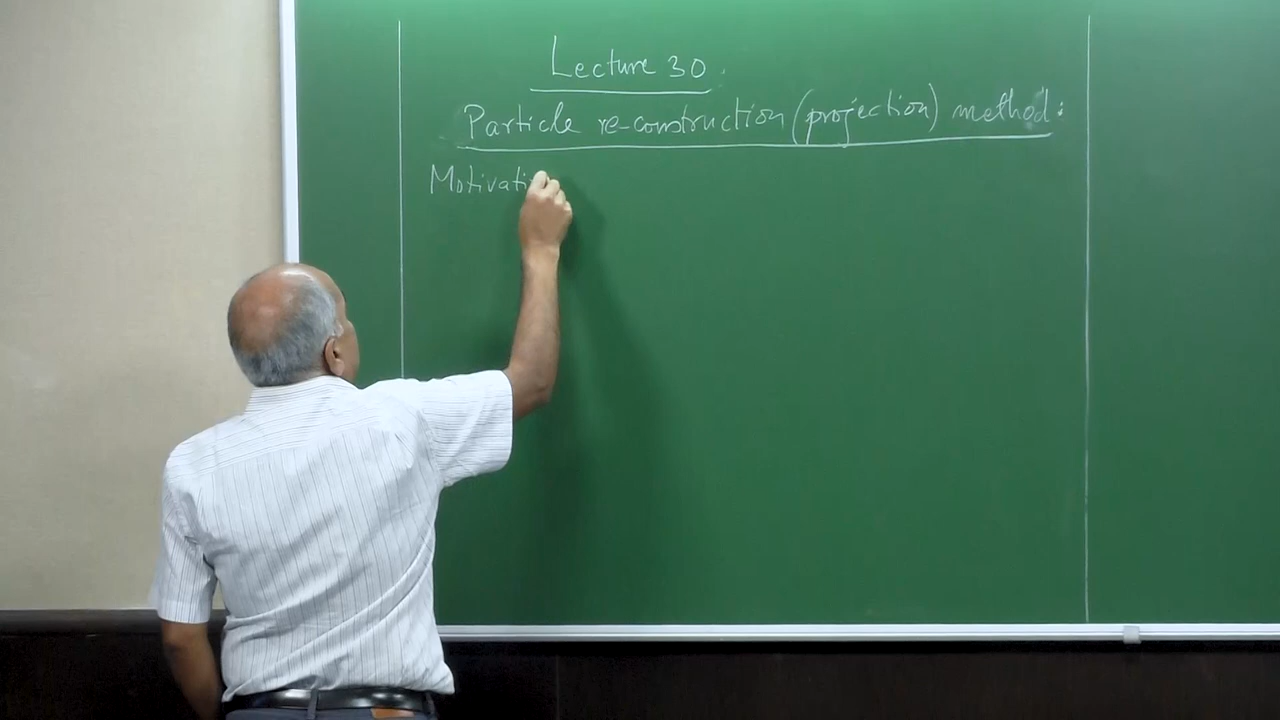 Lecture 30.
Particle re-construction (projection) method:
Motivati